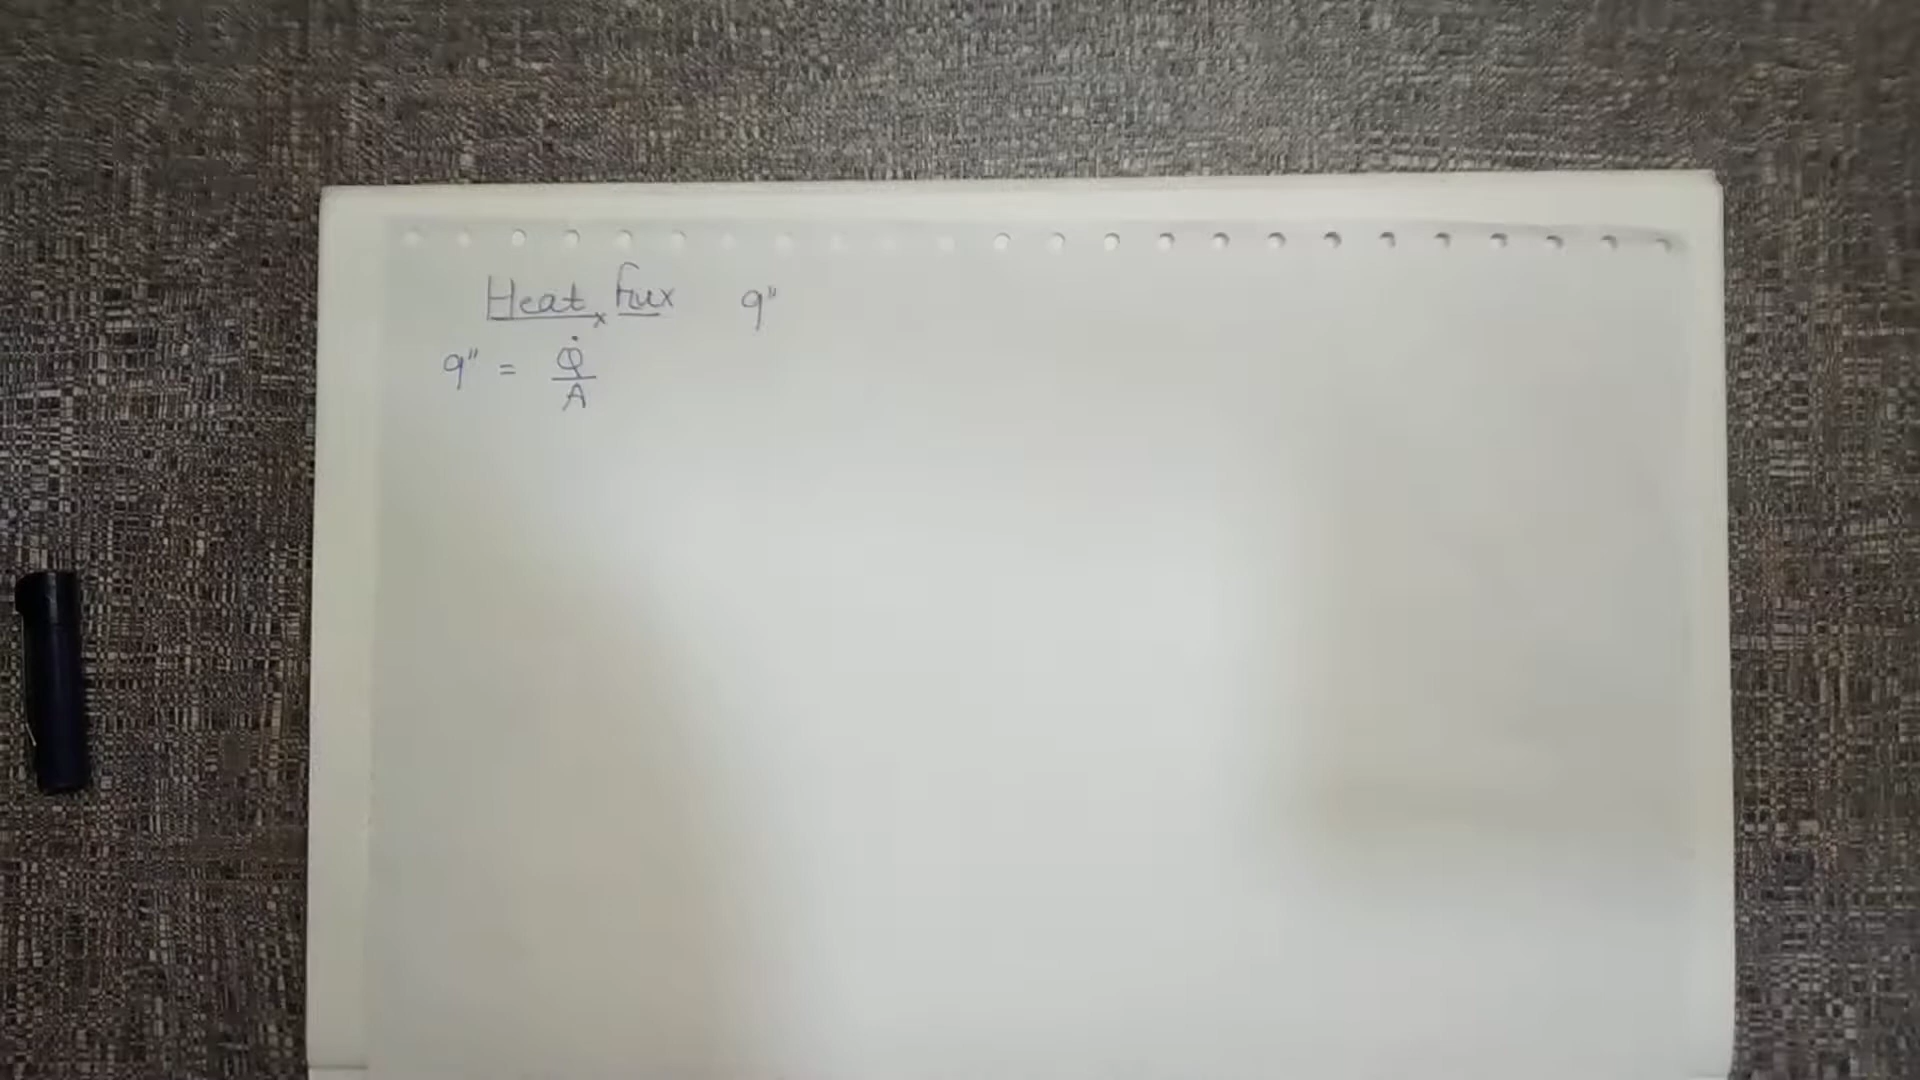 Heat Flux q"
q" = Q̇/A